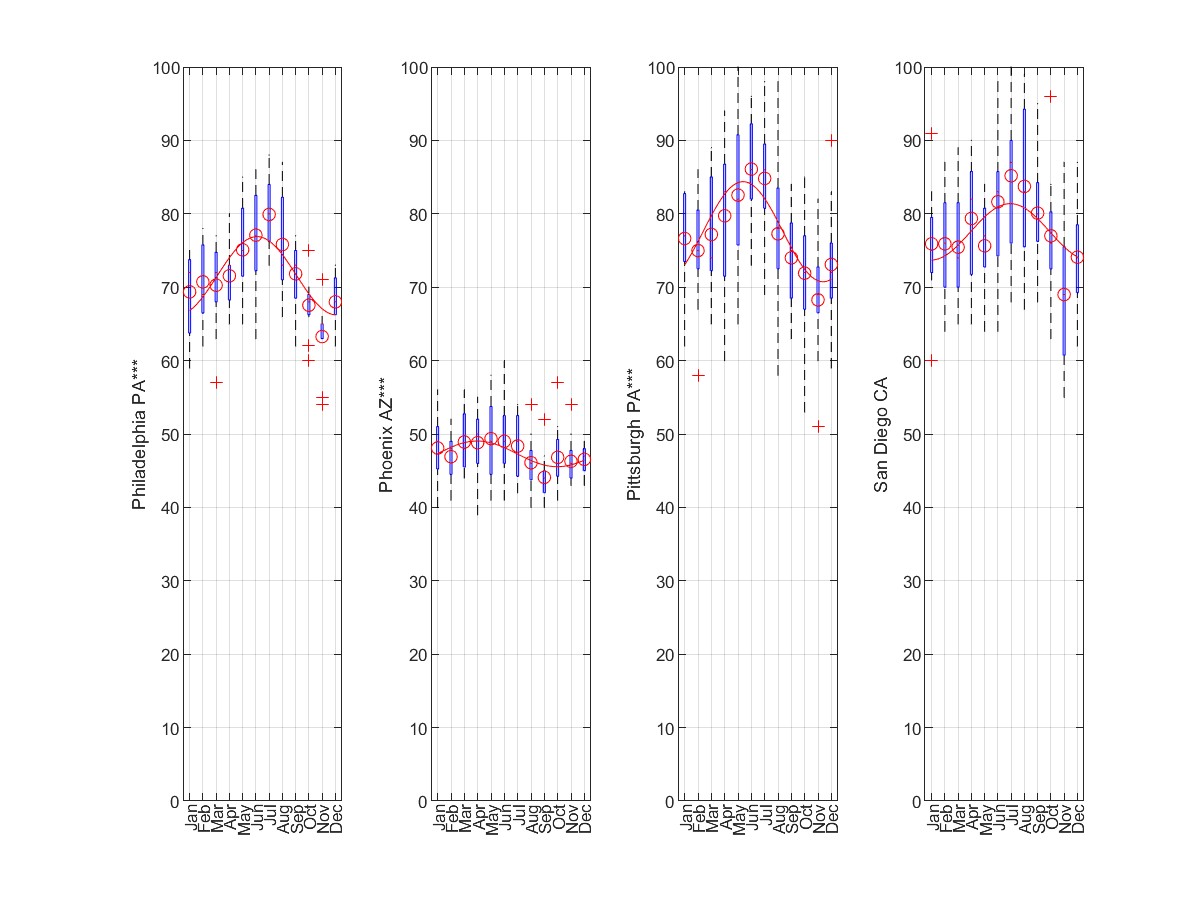 Philadelphia PA***
100
90
80
70
60
50
40
30
20
10
0
Jan
Feb
Mar
Apr
May
Jun
Jul
Aug
Sep
Oct
Nov
Dec
Phoenix AZ***
100
90
80
70
60
50
40
30
20
10
0
Jan
Feb
Mar
Apr
May
Jun
Jul
Aug
Sep
Oct
Nov
Dec
Pittsburgh PA***
100
90
80
70
60
50
40
30
20
10
0
Jan
Feb
Mar
Apr
May
Jun
Jul
Aug
Sep
Oct
Nov
Dec
San Diego CA
100
90
80
70
60
50
40
30
20
10
0
Jan
Feb
Mar
Apr
May
Jun
Jul
Aug
Sep
Oct
Nov
Dec